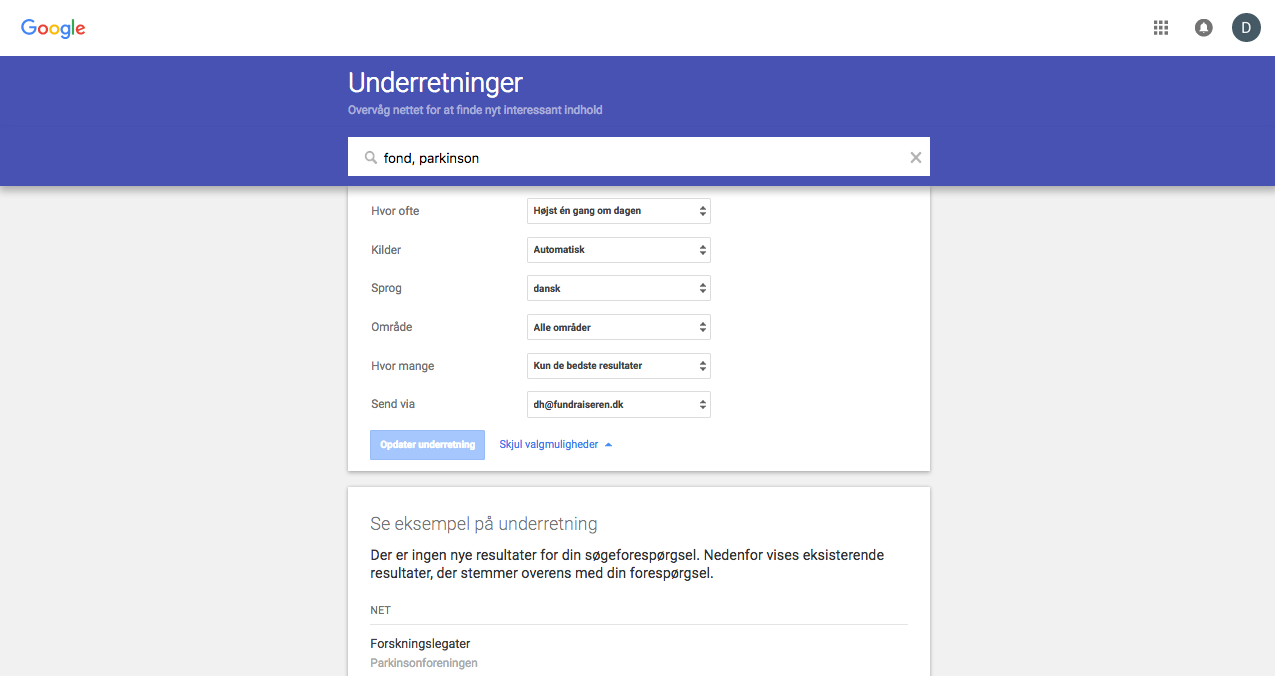 Google
D
Underretninger
Overvåg nettet for at finde nyt interessant indhold
fond, parkinson
Hvor ofte
Højst én gang om dagen
Kilder
Automatisk
Sprog
dansk
Område
Alle områder
Hvor mange
Kun de bedste resultater
Send via
dh@fundraiseren.dk
Opdater underretning
Skjul valgmuligheder
Se eksempel på underretning
Der er ingen nye resultater for din søgeforespørgsel. Nedenfor vises eksisterende
resultater, der stemmer overens med din forespørgsel.
NET
Forskningslegater
Parkinsonforeningen